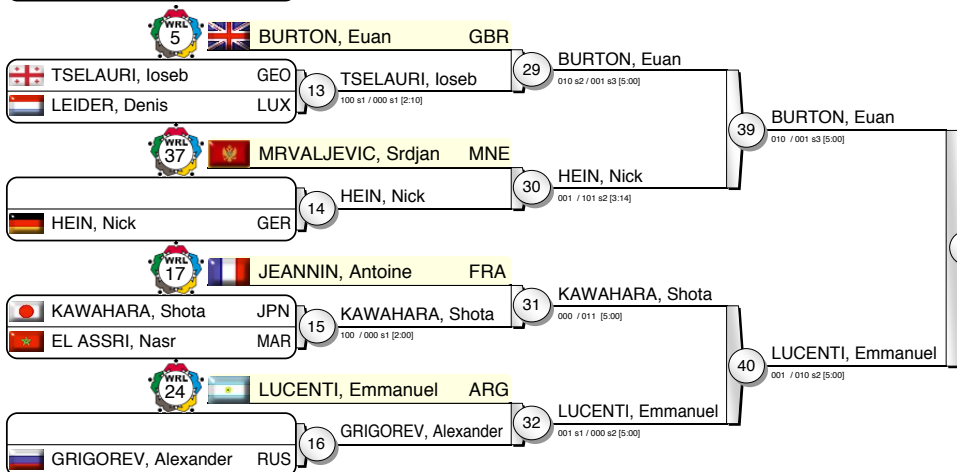 WRL 5 BURTON, Euan GBR
TSELAURI, Ioseb GEO
LEIDER, Denis LUX
13 TSELAURI, Ioseb
100 s1 / 000 s1 [2:10]
29 BURTON, Euan
010 s2 / 001 s3 [5:00]
WRL 37 MRVALJEVIC, Srdjan MNE
HEIN, Nick GER
14 HEIN, Nick
30 HEIN, Nick
001 / 101 s2 [3:14]
39 BURTON, Euan
010 / 001 s3 [5:00]
WRL 17 JEANNIN, Antoine FRA
KAWAHARA, Shota JPN
EL ASSRI, Nasr MAR
15 KAWAHARA, Shota
100 / 000 s1 [2:00]
31 KAWAHARA, Shota
000 / 011 [5:00]
WRL 24 LUCENTI, Emmanuel ARG
GRIGOREV, Alexander RUS
16 GRIGOREV, Alexander
32 LUCENTI, Emmanuel
001 s1 / 000 s2 [5:00]
40 LUCENTI, Emmanuel
001 / 010 s2 [5:00]